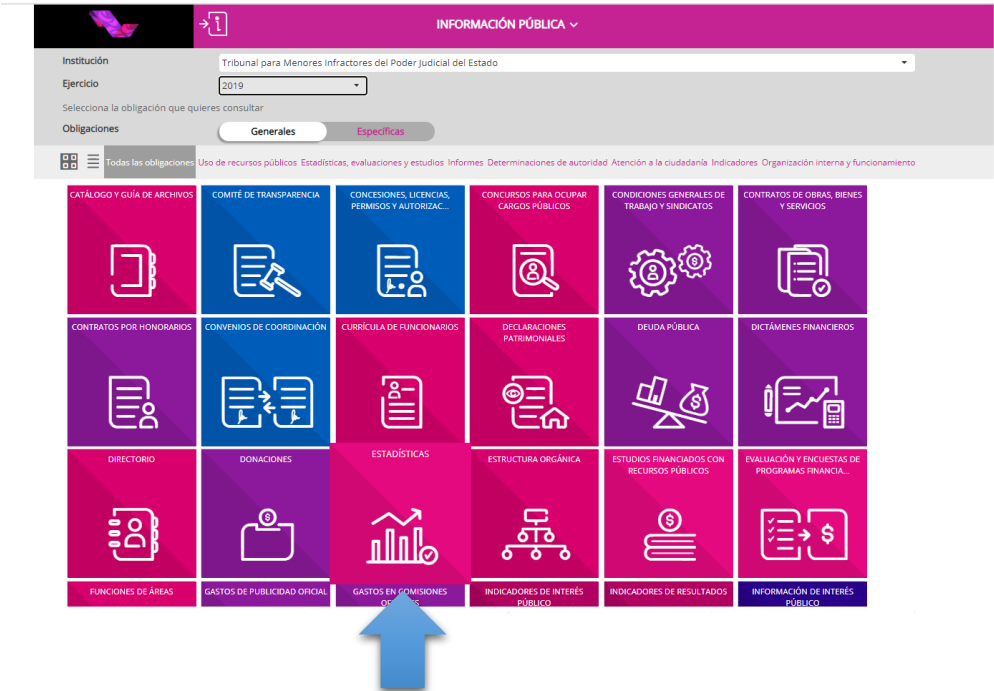 INFORMACIÓN PÚBLICA
Institución
Tribunal para Menores Infractores del Poder Judicial del Estado
Ejercicio
2019
Selecciona la obligación que quieres consultar
Obligaciones
Generales
Específicas
Todas las obligaciones Uso de recursos públicos Estadísticas, evaluaciones y estudios Informes Determinaciones de autoridad Atención a la ciudadanía Indicadores Organización interna y funcionamiento
CATÁLOGO Y GUÍA DE ARCHIVOS
COMITÉ DE TRANSPARENCIA
CONCESIONES, LICENCIAS,
PERMISOS Y AUTORIZAC...
CONCURSOS PARA OCUPAR
CARGOS PÚBLICOS
CONDICIONES GENERALES DE
TRABAJO Y SINDICATOS
CONTRATOS DE OBRAS, BIENES
Y SERVICIOS
CONTRATOS POR HONORARIOS
CONVENIOS DE COORDINACIÓN
CURRÍCULA DE FUNCIONARIOS
DECLARACIONES
PATRIMONIALES
DEUDA PÚBLICA
DICTÁMENES FINANCIEROS
DIRECTORIO
DONACIONES
ESTADÍSTICAS
ESTRUCTURA ORGÁNICA
ESTUDIOS FINANCIADOS CON
RECURSOS PÚBLICOS
EVALUACIÓN Y ENCUESTAS DE
PROGRAMAS FINANCIA...
FUNCIONES DE ÁREAS
GASTOS DE PUBLICIDAD OFICIAL
GASTOS EN COMISIONES
INDICADORES DE INTERÉS
PÚBLICO
INDICADORES DE RESULTADOS
INFORMACIÓN DE INTERÉS
PÚBLICO